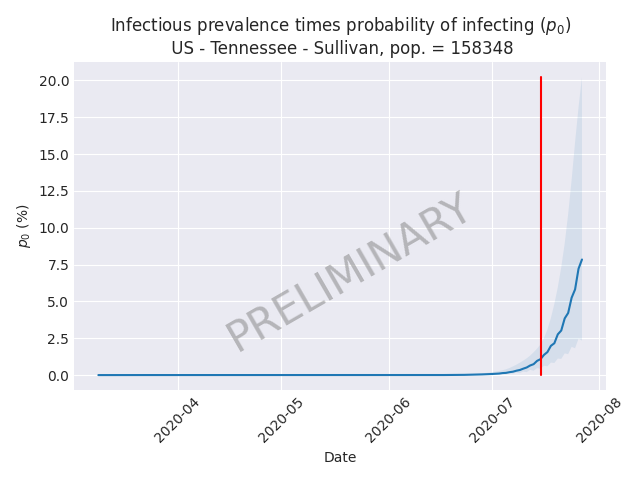 Infectious prevalence times probability of infecting (p₀)
US - Tennessee - Sullivan, pop. = 158348
20.0
17.5
15.0
12.5
10.0
7.5
5.0
2.5
0.0
p₀ (%)
PRELIMINARY
2020-04
2020-05
2020-06
2020-07
2020-08
Date